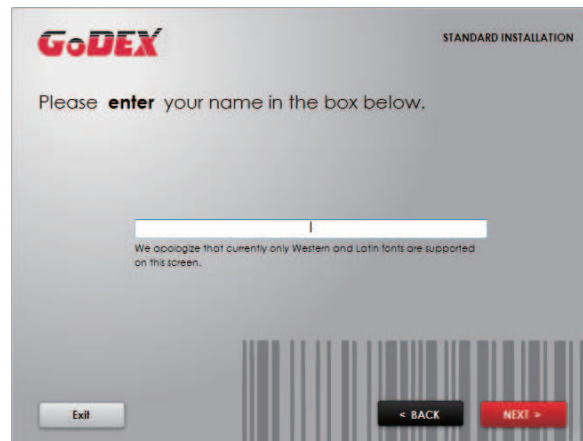 GoDEX
STANDARD INSTALLATION
Please enter your name in the box below.
We apologize that currently only Western and Latin fonts are supported
on this screen.
Exit
< BACK
NEXT >